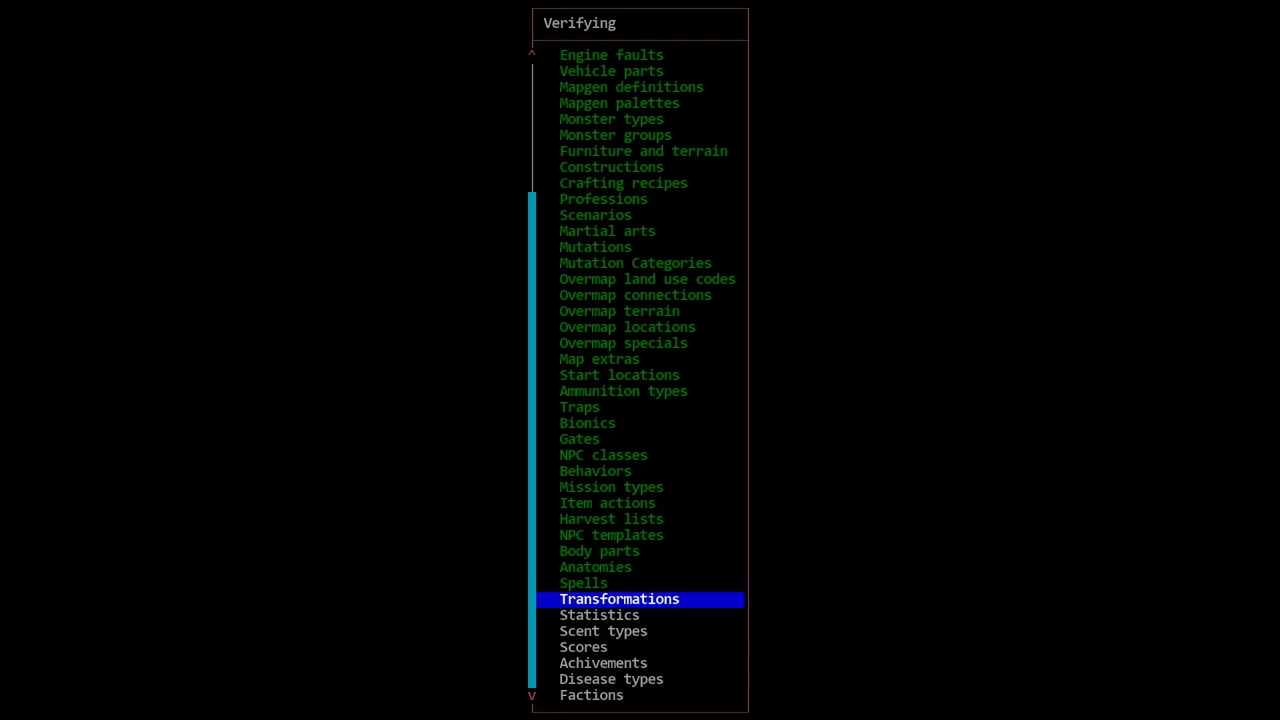 Verifying
^
Engine faults
Vehicle parts
Mapgen definitions
Mapgen palettes
Monster types
Monster groups
Furniture and terrain
Constructions
Crafting recipes
Professions
Scenarios
Martial arts
Mutations
Mutation Categories
Overmap land use codes
Overmap connections
Overmap terrain
Overmap locations
Overmap specials
Map extras
Start locations
Ammunition types
Traps
Bionics
Gates
NPC classes
Behaviors
Mission types
Item actions
Harvest lists
NPC templates
Body parts
Anatomies
Spells
Transformations
Statistics
Scent types
Scores
Achivements
Disease types
v Factions